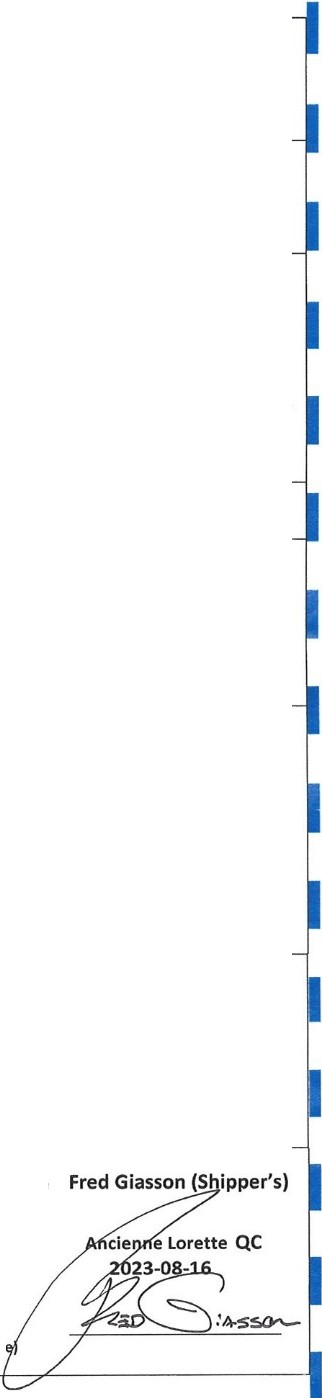 Fred Giasson (Shipper's)
Ancienne Lorette QC
2023-08-16
FRED GIASSON
e)